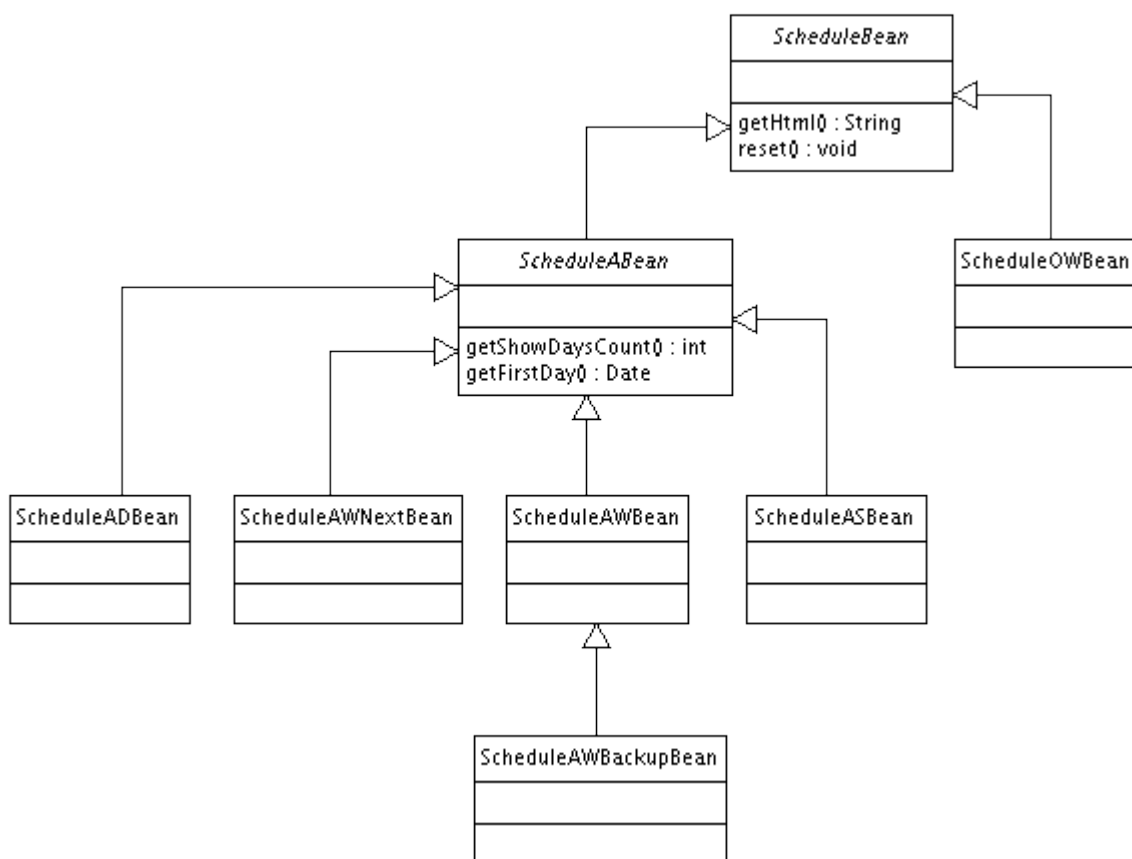 ScheduleBean
getHtml() : String
reset() : void
ScheduleABean
ScheduleOWBean
getShowDaysCount() : int
getFirstDay() : Date
ScheduleADBean
ScheduleAWNextBean
ScheduleAWBean
ScheduleASBean
ScheduleAWBackupBean